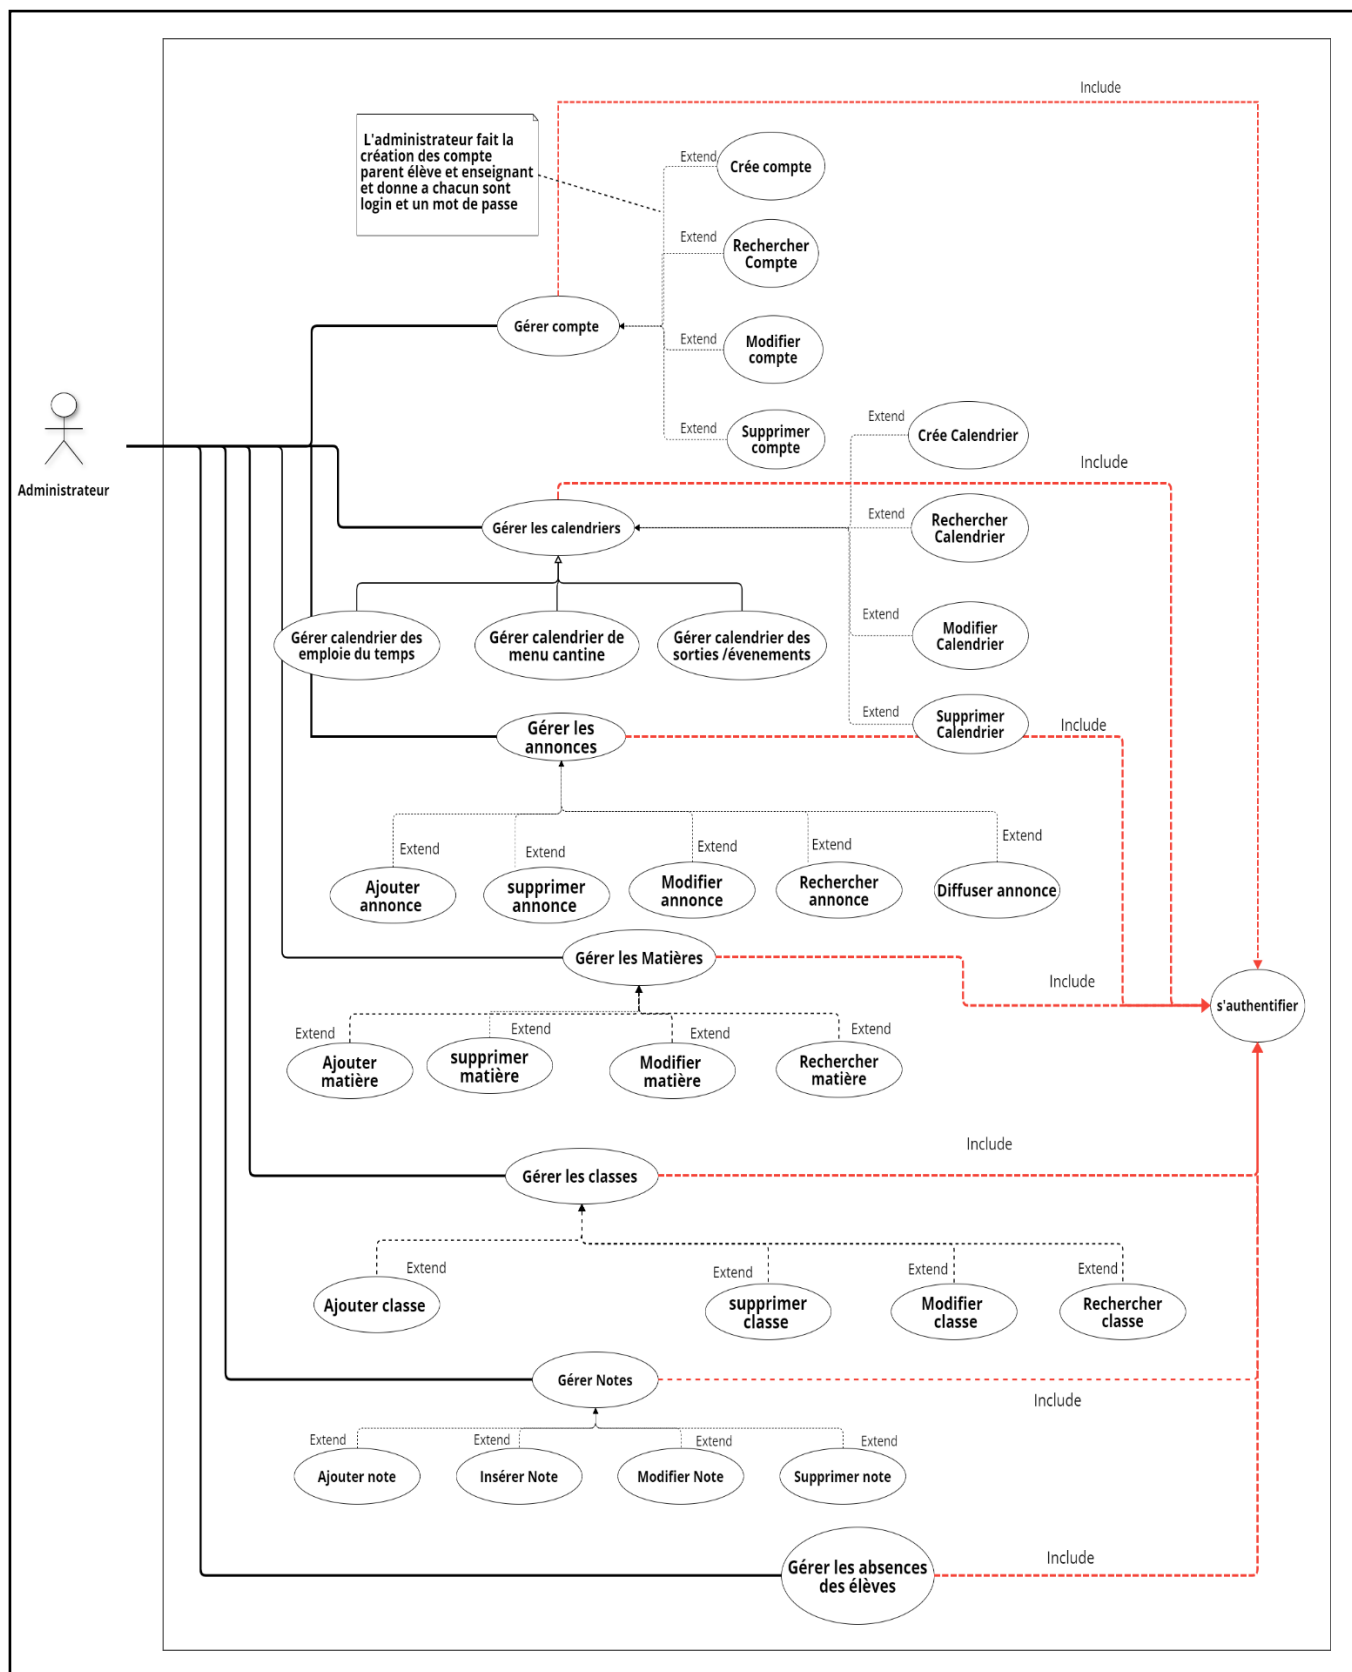 Include
L'administrateur fait la
création des compte
parent élève et enseignant
et donne a chacun sont
login et un mot de passe
Extend
Crée compte
Extend
Rechercher
Compte
Gérer compte
Extend
Modifier
compte
Extend
Supprimer
compte
Extend
Crée Calendrier
Include
Administrateur
Gérer les calendriers
Extend
Rechercher
Calendrier
Extend
Modifier
Calendrier
Gérer calendrier des
emploie du temps
Gérer calendrier de
menu cantine
Gérer calendrier des
sorties /évenements
Extend
Supprimer
Calendrier
Gérer les
annonces
Include
Extend
Extend
Extend
Extend
Extend
Ajouter
annonce
supprimer
annonce
Modifier
annonce
Rechercher
annonce
Diffuser annonce
Gérer les Matières
Include
s'authentifier
Extend
Extend
Extend
Extend
Ajouter
matière
supprimer
matière
Modifier
matière
Rechercher
matière
Include
Gérer les classes
Extend
Extend
Extend
Extend
Ajouter classe
supprimer
classe
Modifier
classe
Rechercher
classe
Gérer Notes
Include
Extend
Extend
Extend
Extend
Ajouter note
Insérer Note
Modifier Note
Supprimer note
Gérer les absences
des élèves
Include